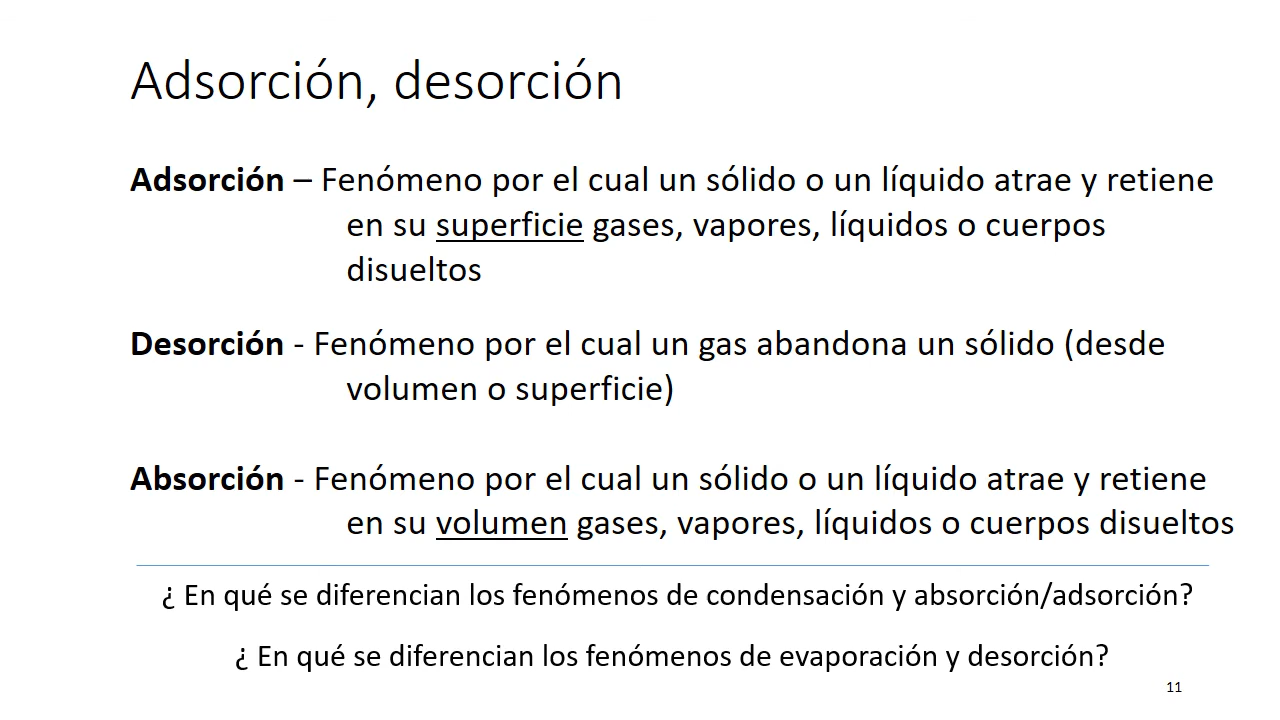 Adsorción, desorción
Adsorción – Fenómeno por el cual un sólido o un líquido atrae y retiene
en su superficie gases, vapores, líquidos o cuerpos
disueltos
Desorción - Fenómeno por el cual un gas abandona un sólido (desde
volumen o superficie)
Absorción - Fenómeno por el cual un sólido o un líquido atrae y retiene
en su volumen gases, vapores, líquidos o cuerpos disueltos
¿ En qué se diferencian los fenómenos de condensación y absorción/adsorción?
¿ En qué se diferencian los fenómenos de evaporación y desorción?
11